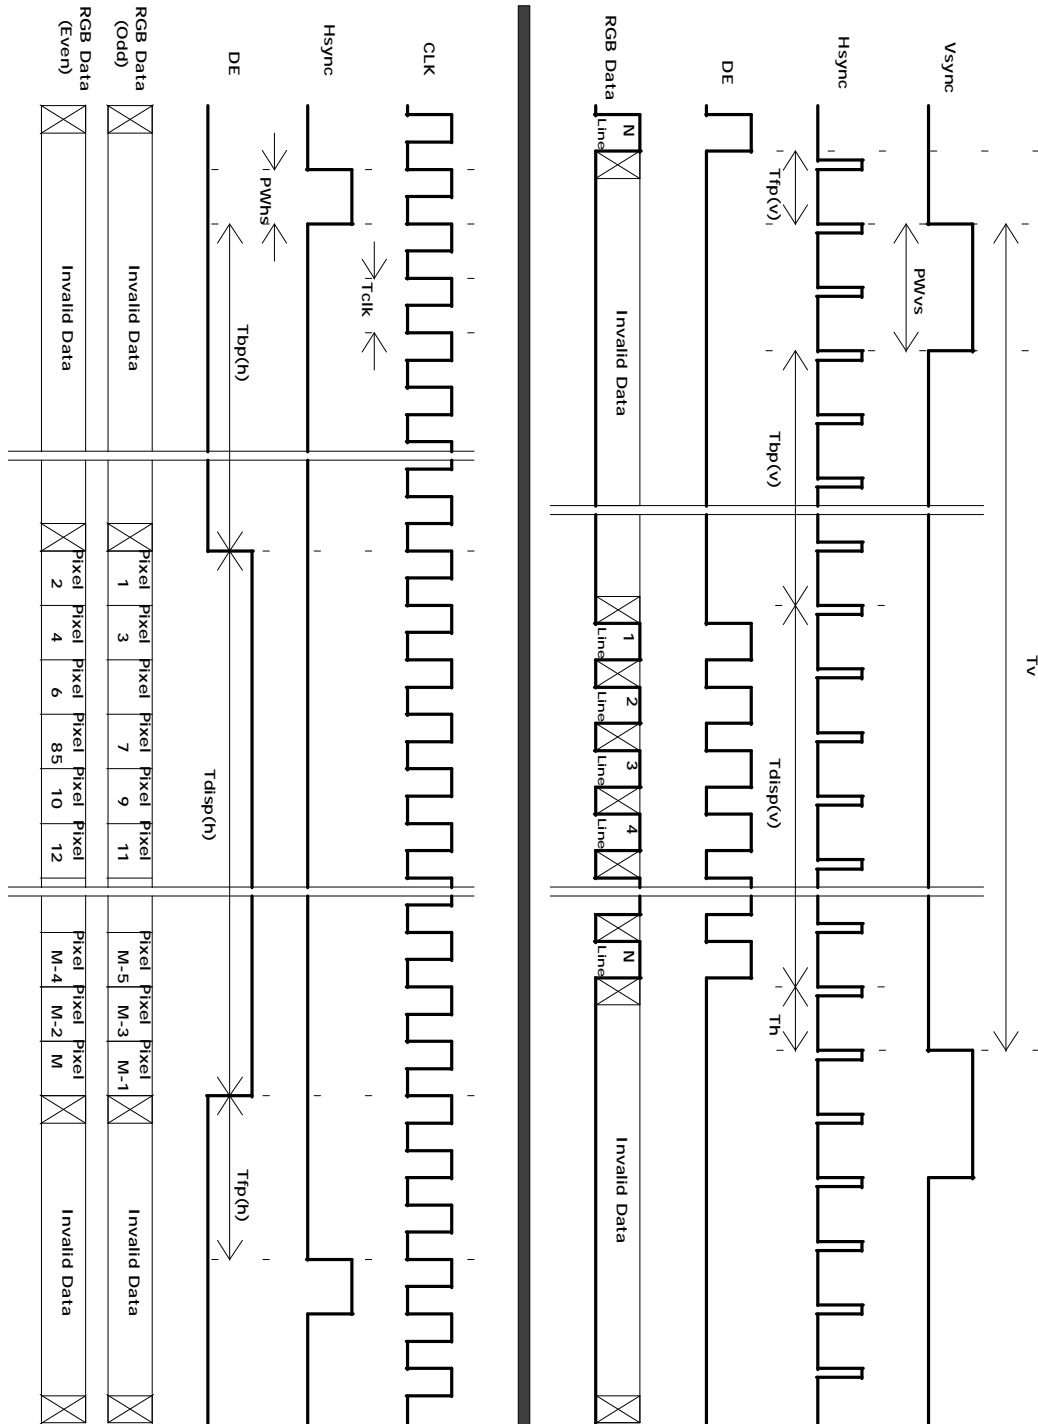 Tv
Vsync
PWvs
Hsync
Tfp(v) Tbp(v) Tdisp(v) Th
DE
RGB Data
N 1 2 3 4 N
Line Invalid Data Line Line Line Line Line Invalid Data
CLK
Tclk
Hsync
PWhs Tbp(h) Tdisp(h) Tfp(h)
DE
RGB Data
(Odd)
Pixel Pixel Pixel Pixel Pixel Pixel Pixel Pixel Pixel
Invalid Data 1 3 7 9 11 M-5 M-3 M-1 Invalid Data
RGB Data
(Even)
Pixel Pixel Pixel Pixel Pixel Pixel Pixel Pixel Pixel
Invalid Data 2 4 6 85 10 12 M-4 M-2 M Invalid Data